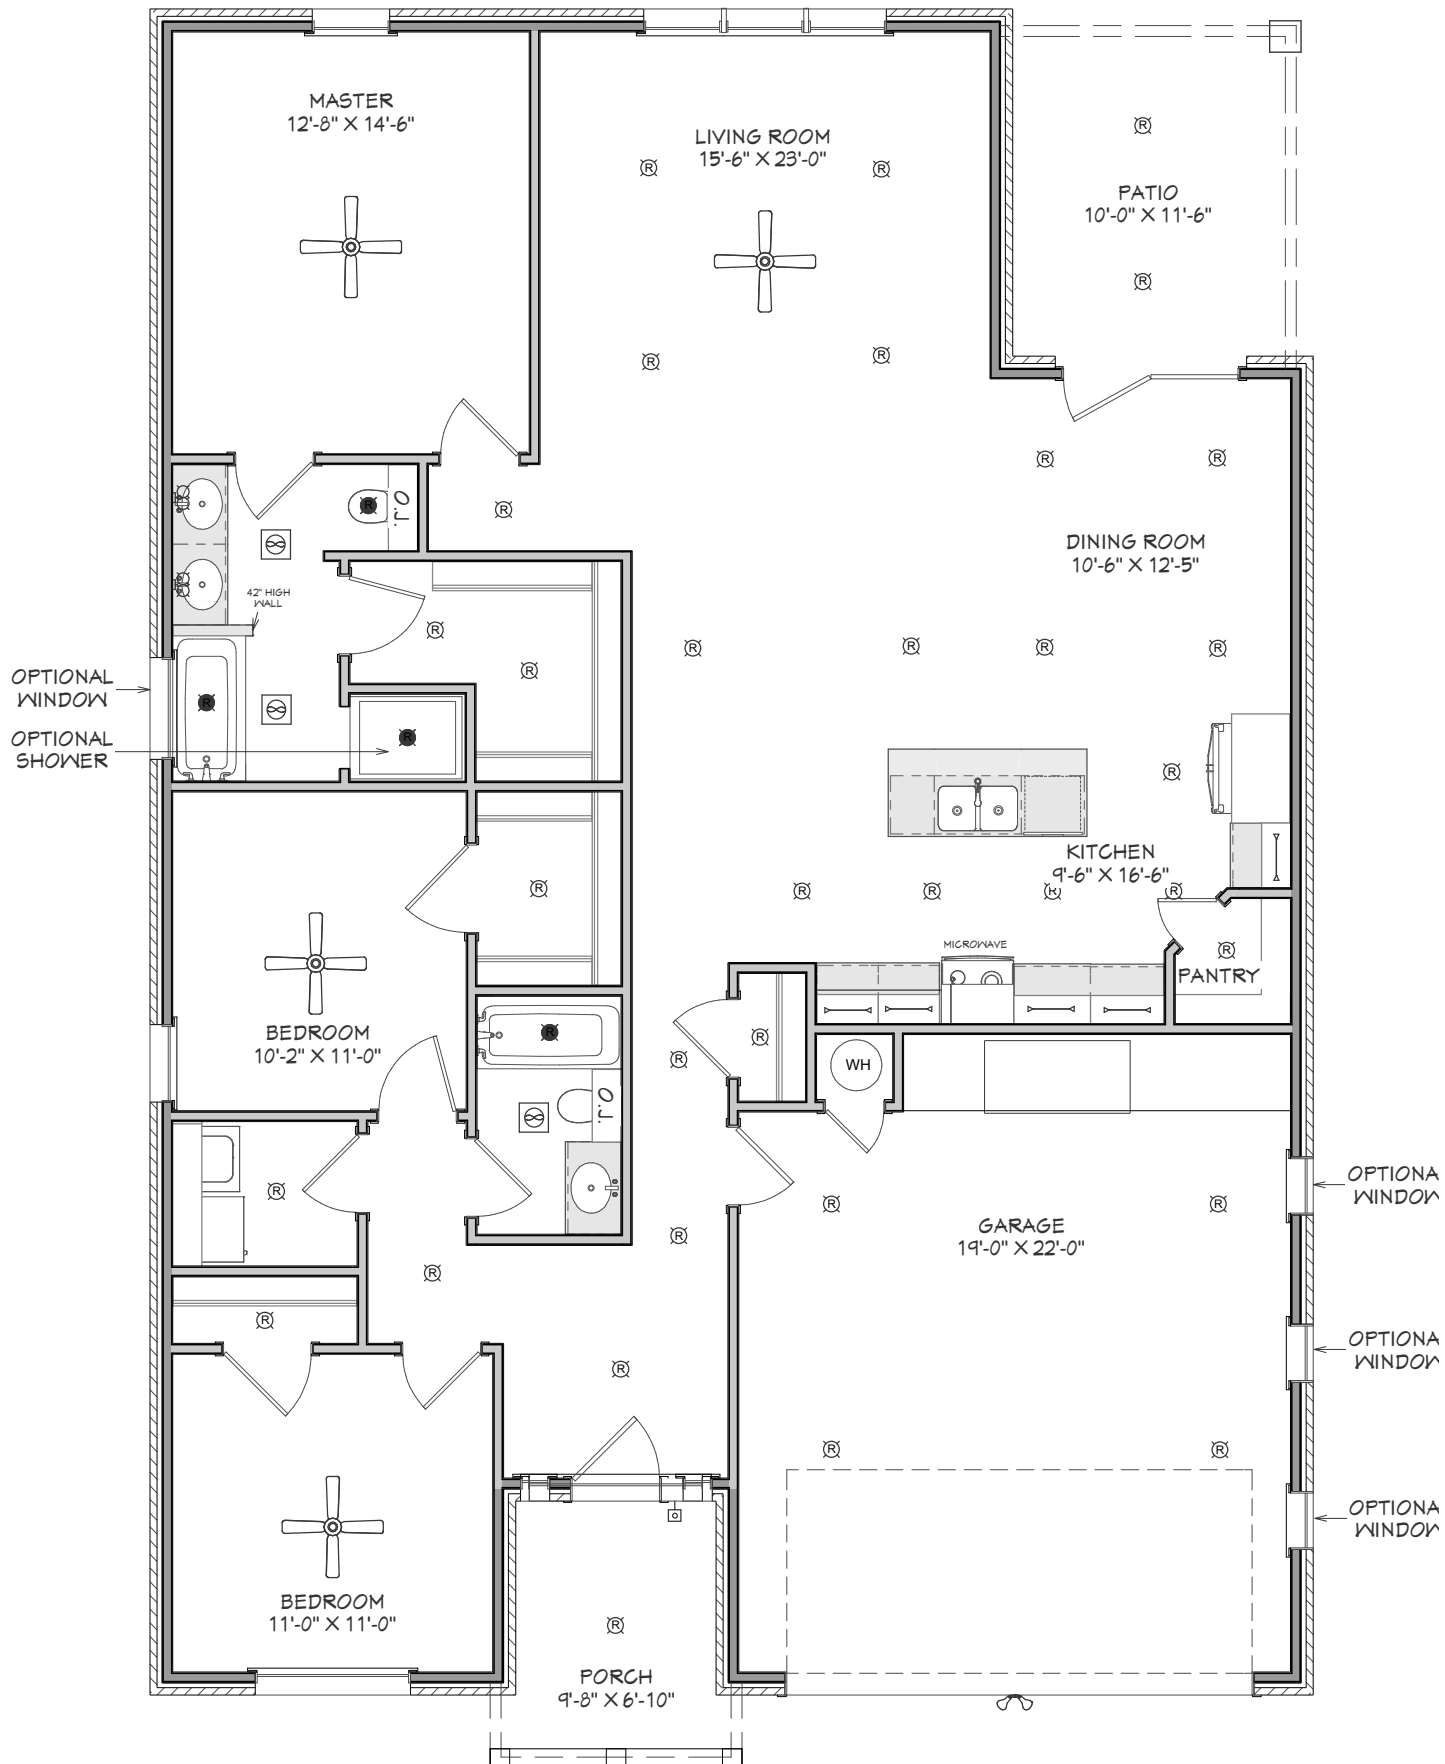 MASTER
12'-8" X 14'-6"
LIVING ROOM
15'-6" X 23'-0"
R
R
R
PATIO
10'-0" X 11'-6"
R
R
R
R
R
R
R
O.J.
DINING ROOM
10'-6" X 12'-5"
42" HIGH
WALL
R
R
R
R
R
R
OPTIONAL
WINDOW
R
R
OPTIONAL
SHOWER
R
R
KITCHEN
9'-6" X 16'-6"
R
R
R
R
R
MICROWAVE
R
PANTRY
BEDROOM
10'-2" X 11'-0"
R
R
R
WH
O.J.
R
OPTIONA
WINDOW
R
R
GARAGE
19'-0" X 22'-0"
R
R
R
OPTIONA
WINDOW
R
R
R
OPTIONA
WINDOW
BEDROOM
11'-0" X 11'-0"
R
PORCH
9'-8" X 6'-10"